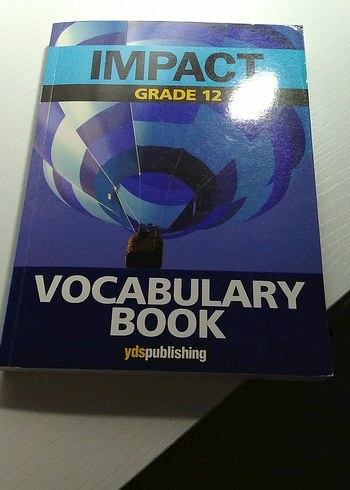 IMPACT
GRADE 12
VOCABULARY
BOOK
ydspublishing